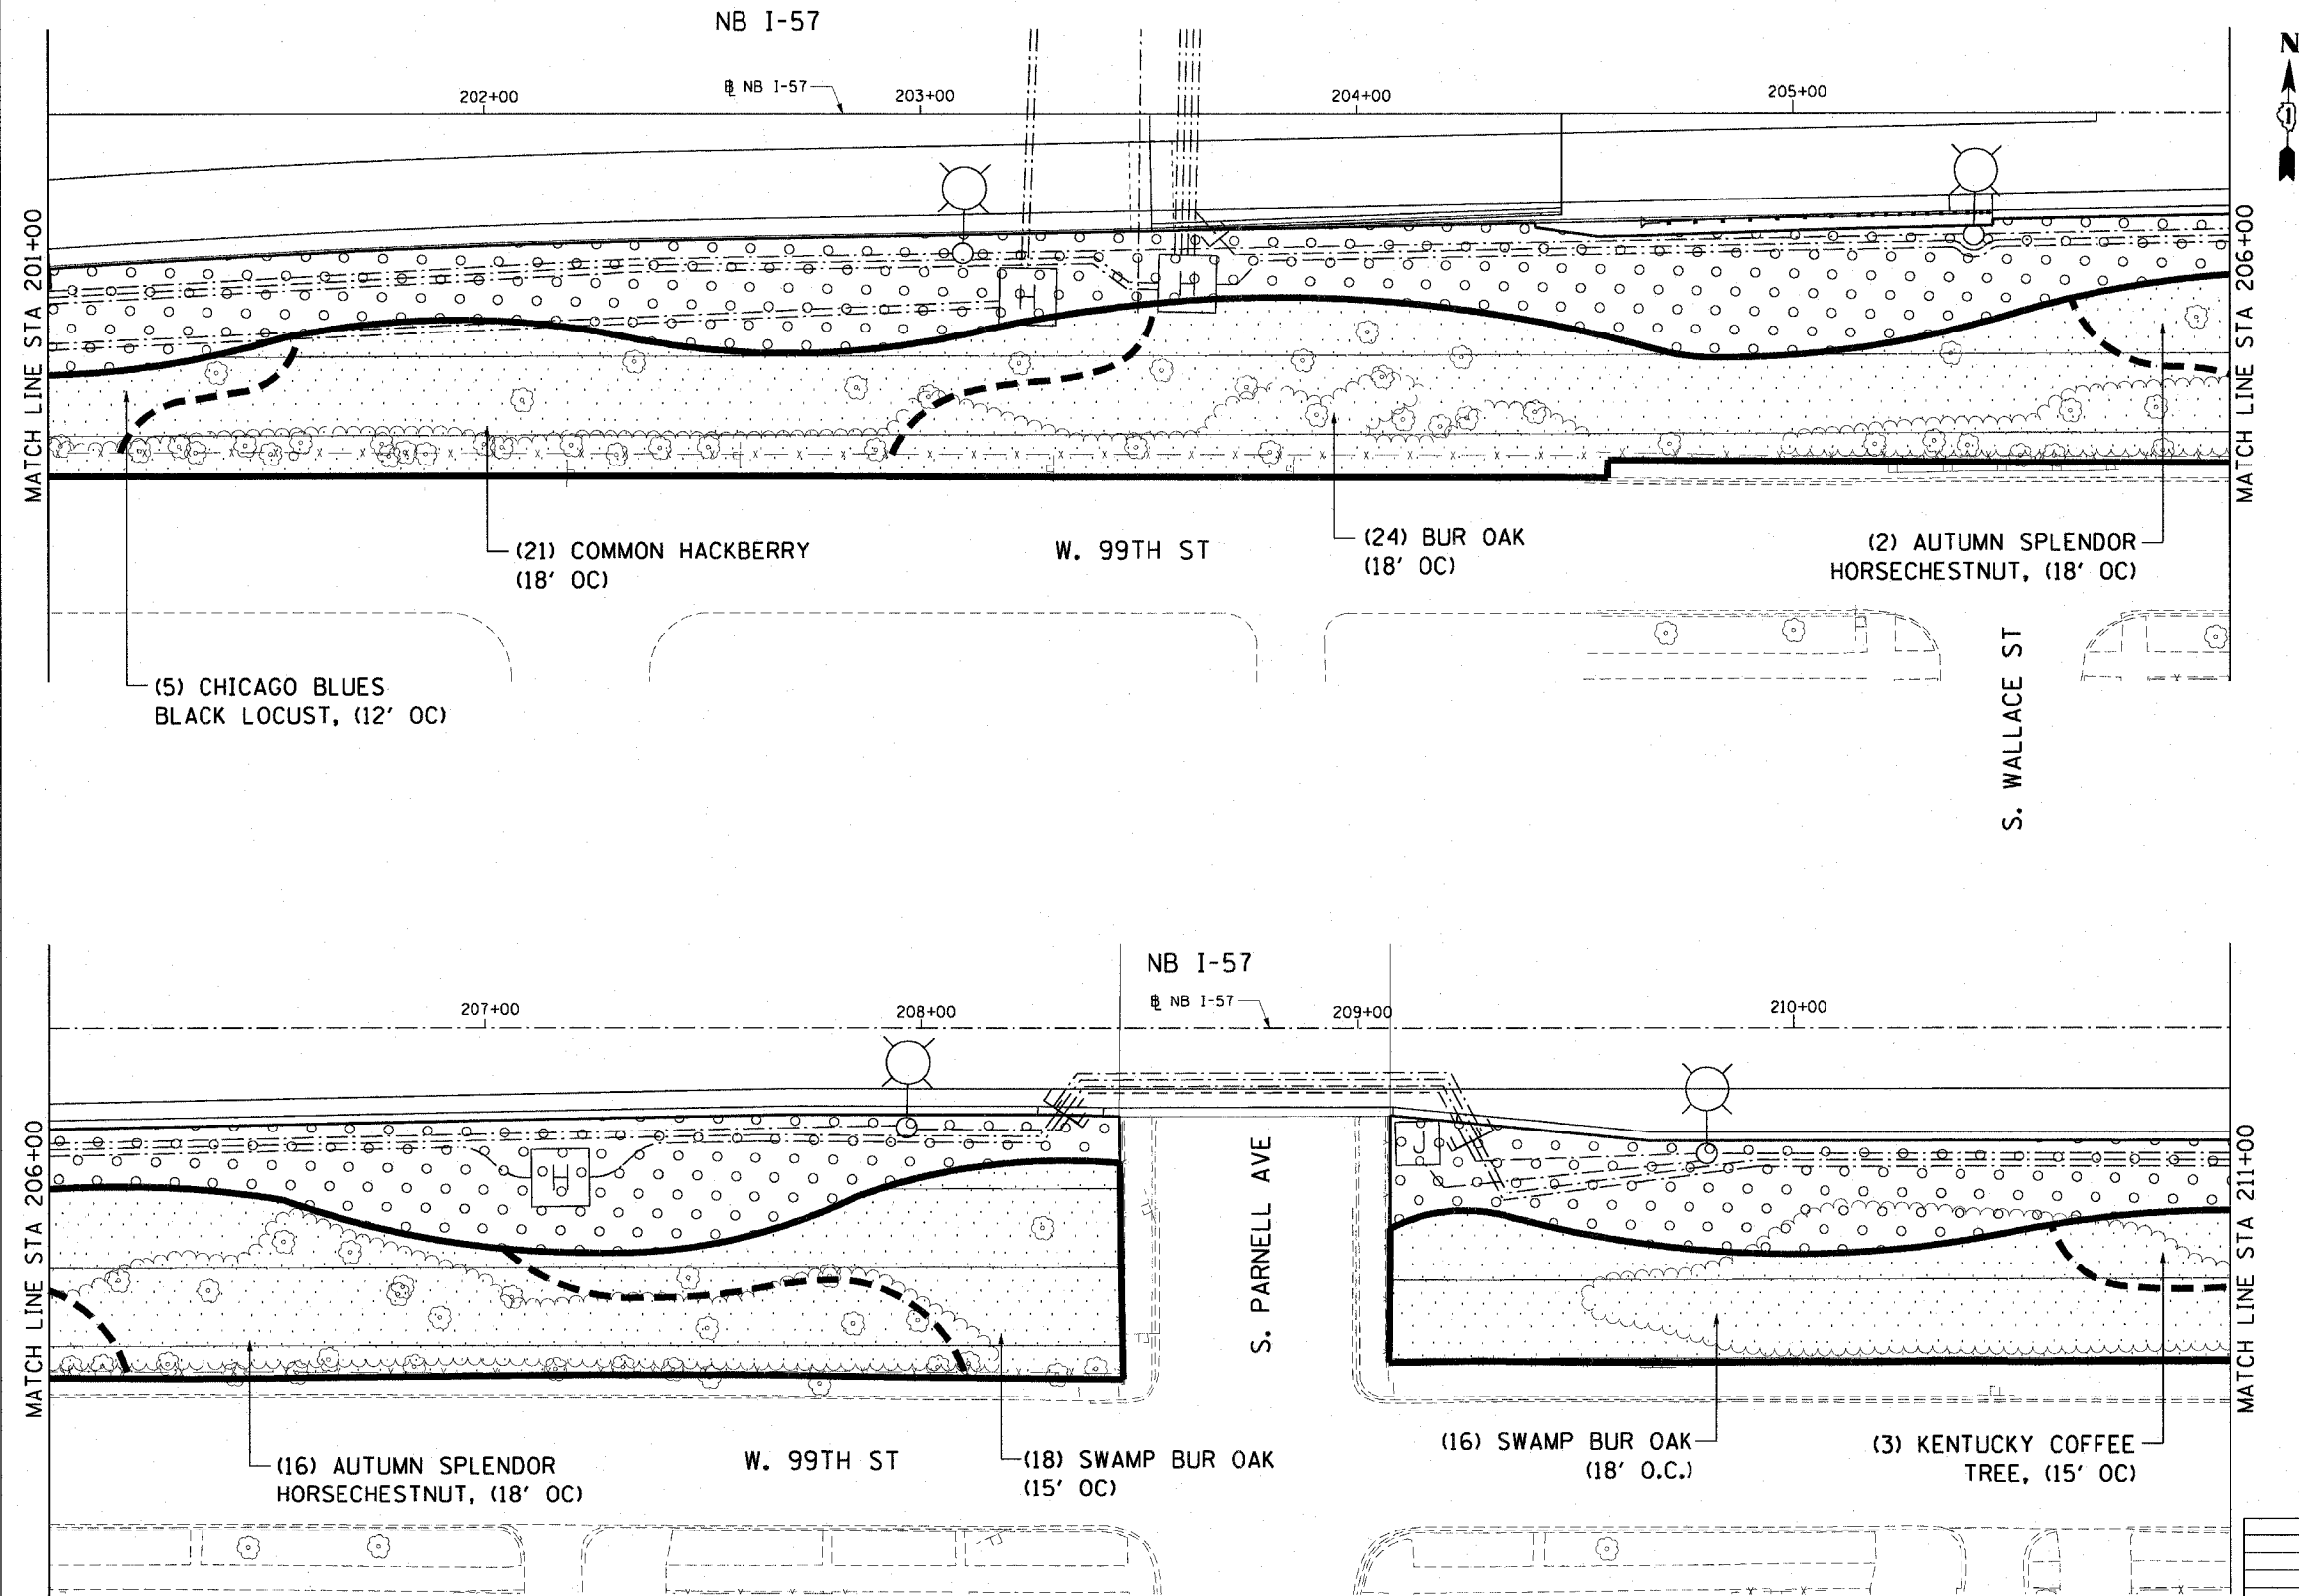 NB I-57
N
℄ NB I-57
202+00
203+00
204+00
205+00
MATCH LINE STA 201+00
MATCH LINE STA 206+00
H
H
(21) COMMON HACKBERRY
(18' OC)
W. 99TH ST
(24) BUR OAK
(18' OC)
(2) AUTUMN SPLENDOR
HORSECHESTNUT, (18' OC)
(5) CHICAGO BLUES
BLACK LOCUST, (12' OC)
S. WALLACE ST
NB I-57
℄ NB I-57
207+00
208+00
209+00
210+00
MATCH LINE STA 206+00
MATCH LINE STA 211+00
H
J
S. PARNELL AVE
(16) AUTUMN SPLENDOR
HORSECHESTNUT, (18' OC)
W. 99TH ST
(18) SWAMP BUR OAK
(15' OC)
(16) SWAMP BUR OAK
(18' O.C.)
(3) KENTUCKY COFFEE
TREE, (15' OC)